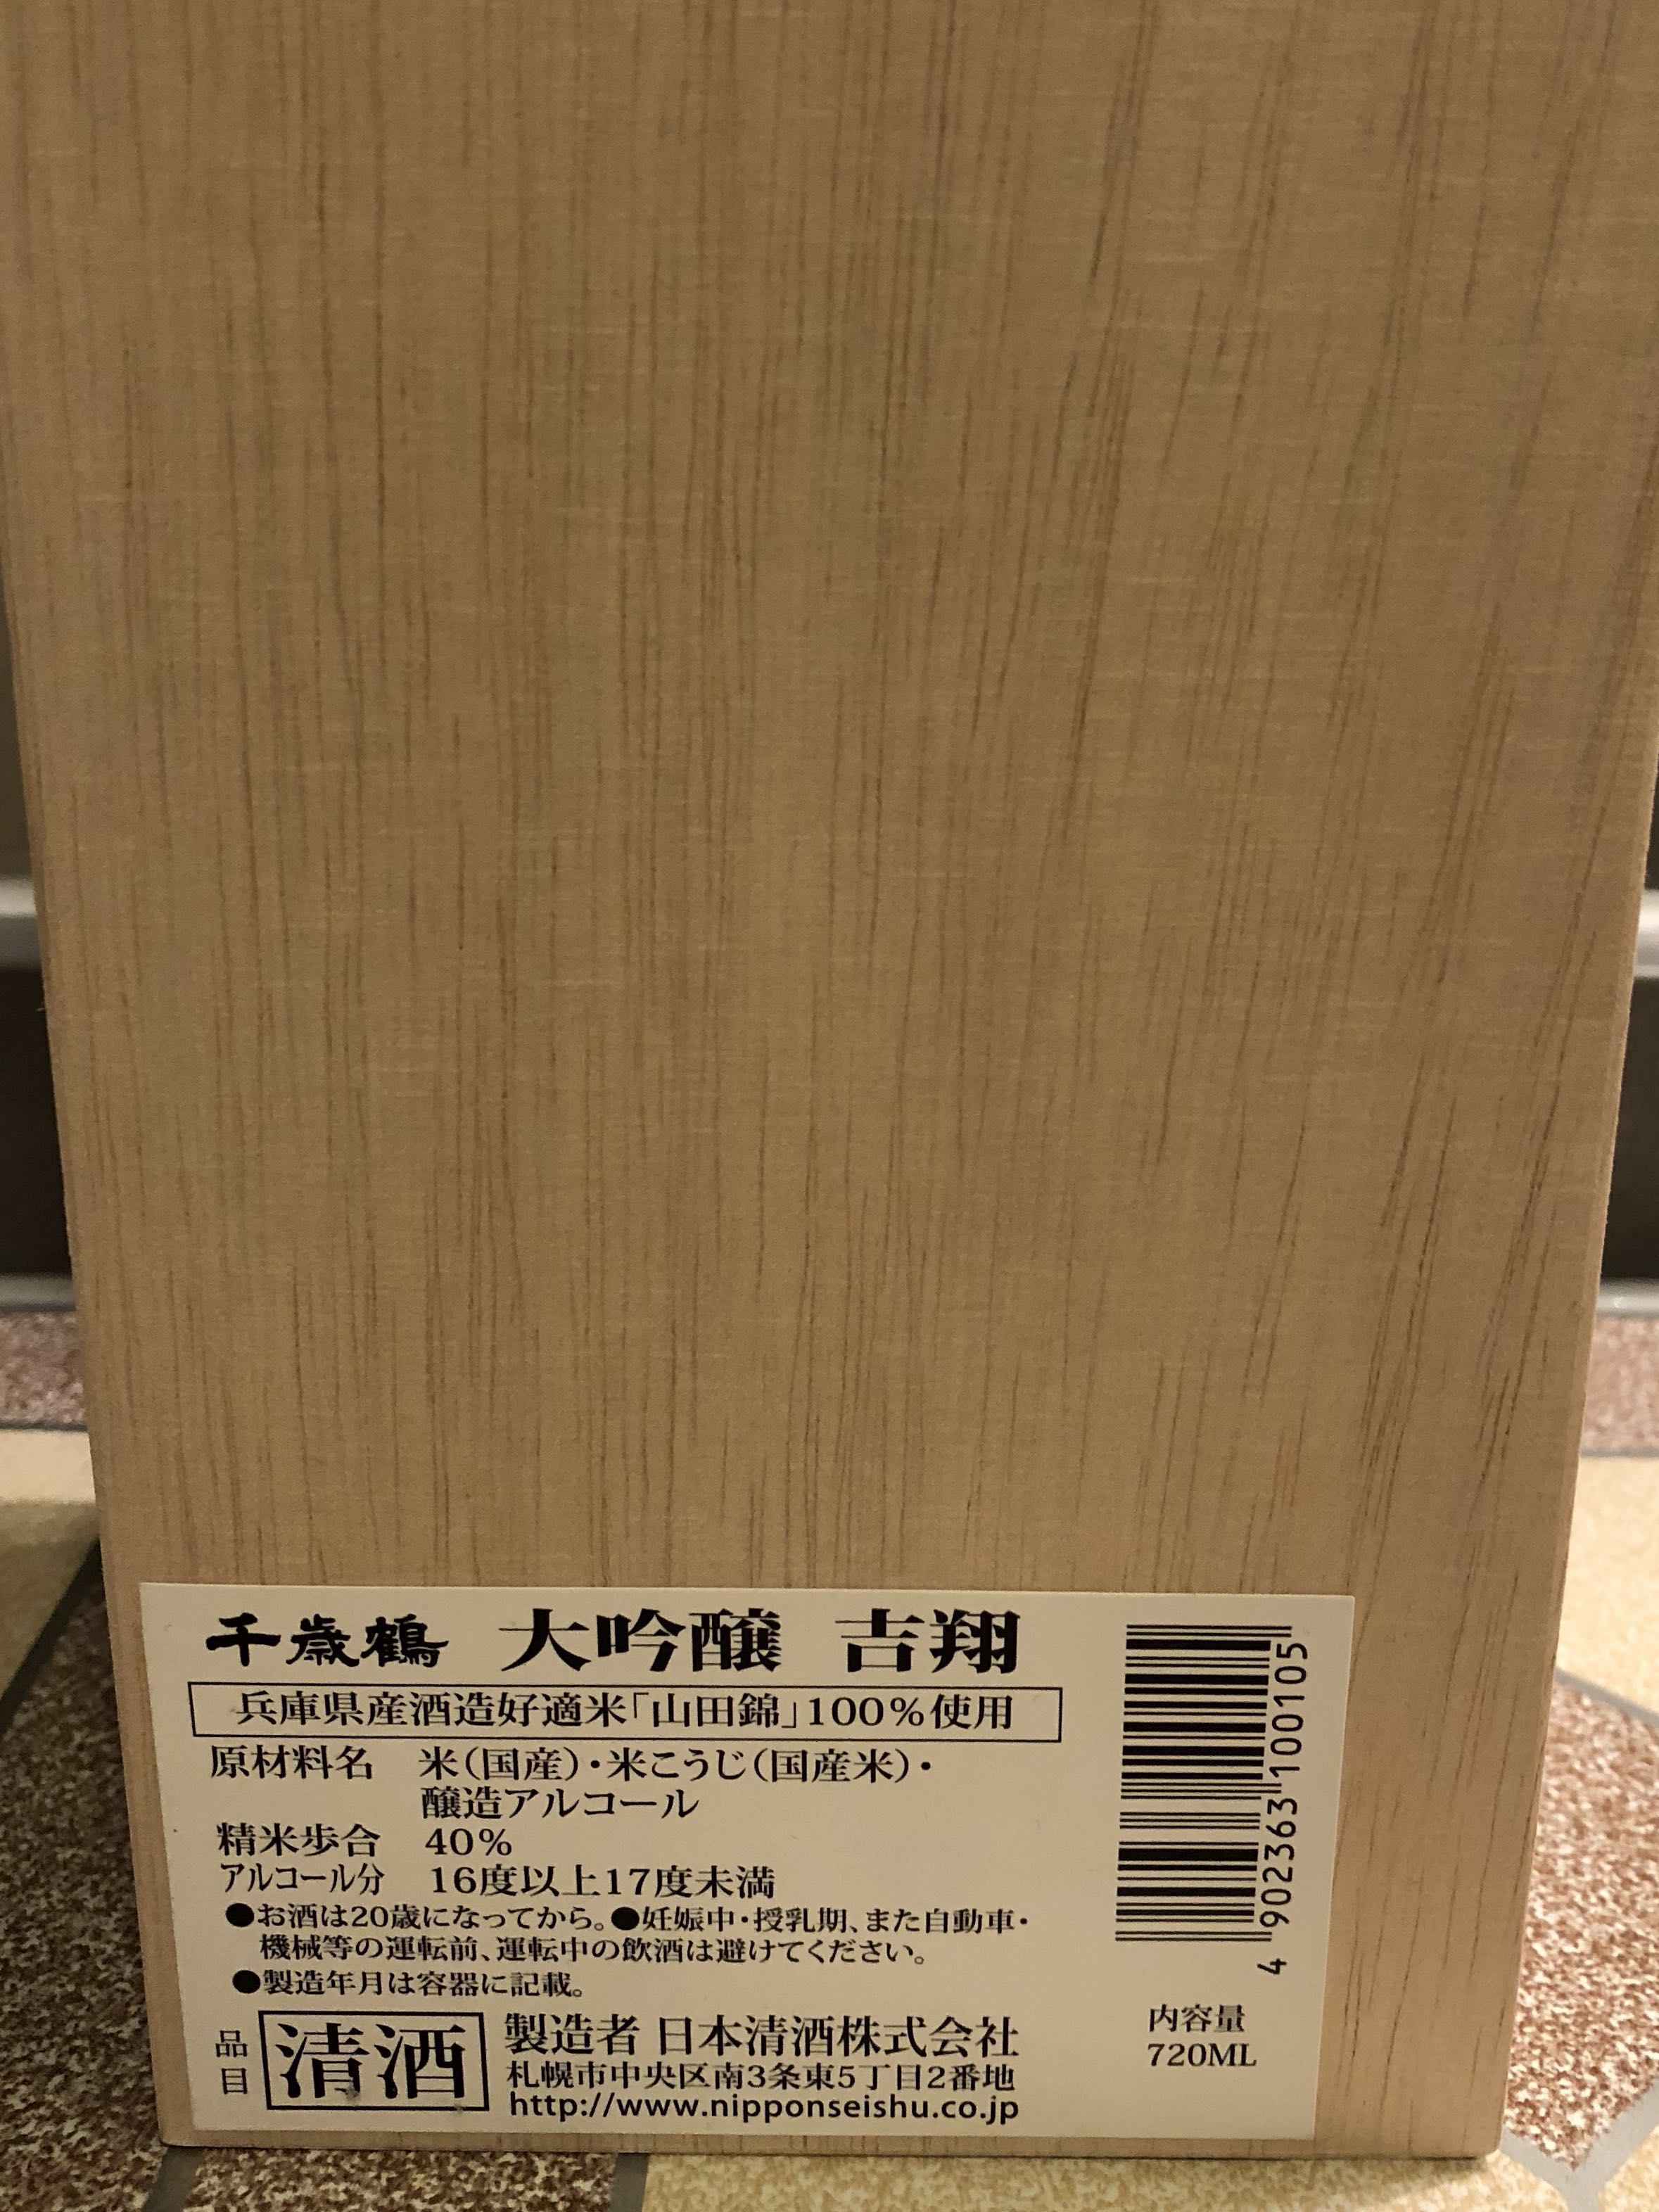 千歳鶴 大吟醸 吉翔
兵庫県産酒造好適米「山田錦」100%使用
原材料名 米(国産)・米こうじ(国産米)・
醸造アルコール
精米歩合 40%
アルコール分 16度以上17度未満
●お酒は20歳になってから。●妊娠中・授乳期、また自動車・
機械等の運転前、運転中の飲酒は避けてください。
●製造年月は容器に記載。
品目 清酒
製造者 日本清酒株式会社
札幌市中央区南3条東5丁目2番地
http://www.nipponseishu.co.jp
4 902363 100105
内容量
720ML